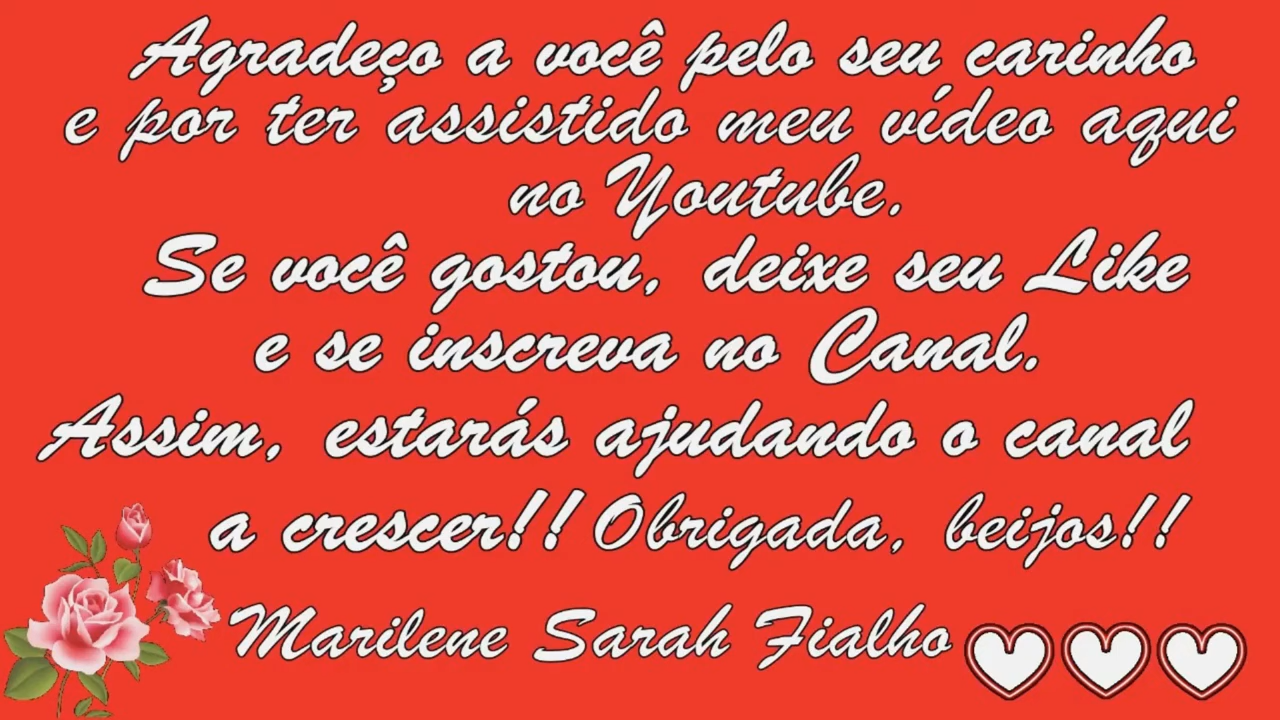 Agradeço a você pelo seu carinho
e por ter assistido meu vídeo aqui
no Youtube.
Se você gostou, deixe seu Like
e se inscreva no Canal.
Assim, estarás ajudando o canal
a crescer!! Obrigada, beijos!!
Marilene Sarah Fialho